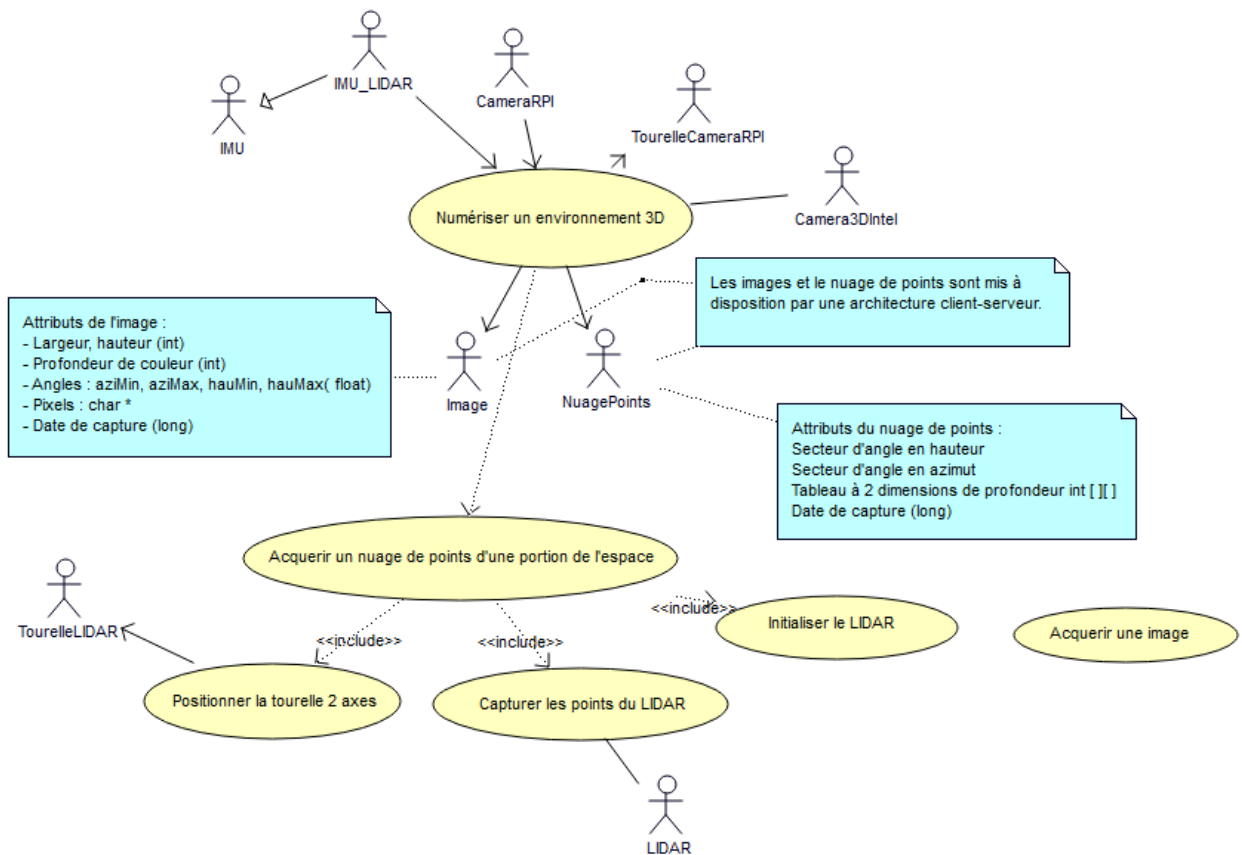 IMU_LIDAR
CameraRPI
IMU
TourelleCameraRPI
Camera3DIntel
Numériser un environnement 3D
Les images et le nuage de points sont mis à
disposition par une architecture client-serveur.
Attributs de l'image :
- Largeur, hauteur (int)
- Profondeur de couleur (int)
- Angles : aziMin, aziMax, hauMin, hauMax( float)
- Pixels : char *
- Date de capture (long)
Image
NuagePoints
Attributs du nuage de points :
Secteur d'angle en hauteur
Secteur d'angle en azimut
Tableau à 2 dimensions de profondeur int [ ][ ]
Date de capture (long)
Acquerir un nuage de points d'une portion de l'espace
TourelleLIDAR
<<include>>
<<include>>
<<include>>
Initialiser le LIDAR
Acquerir une image
Positionner la tourelle 2 axes
Capturer les points du LIDAR
LIDAR